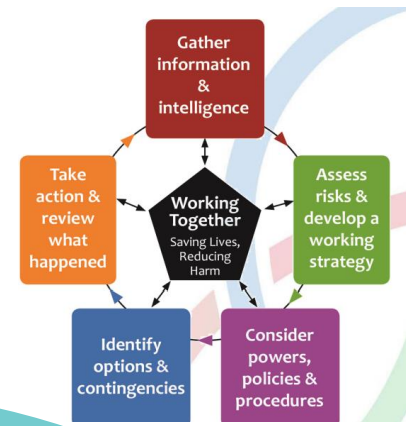 Gather
information
&
intelligence
Assess
risks &
develop a
working
strategy
Consider
powers,
policies &
procedures
Identify
options &
contingencies
Take
action &
review
what
happened
Working
Together
Saving Lives,
Reducing
Harm